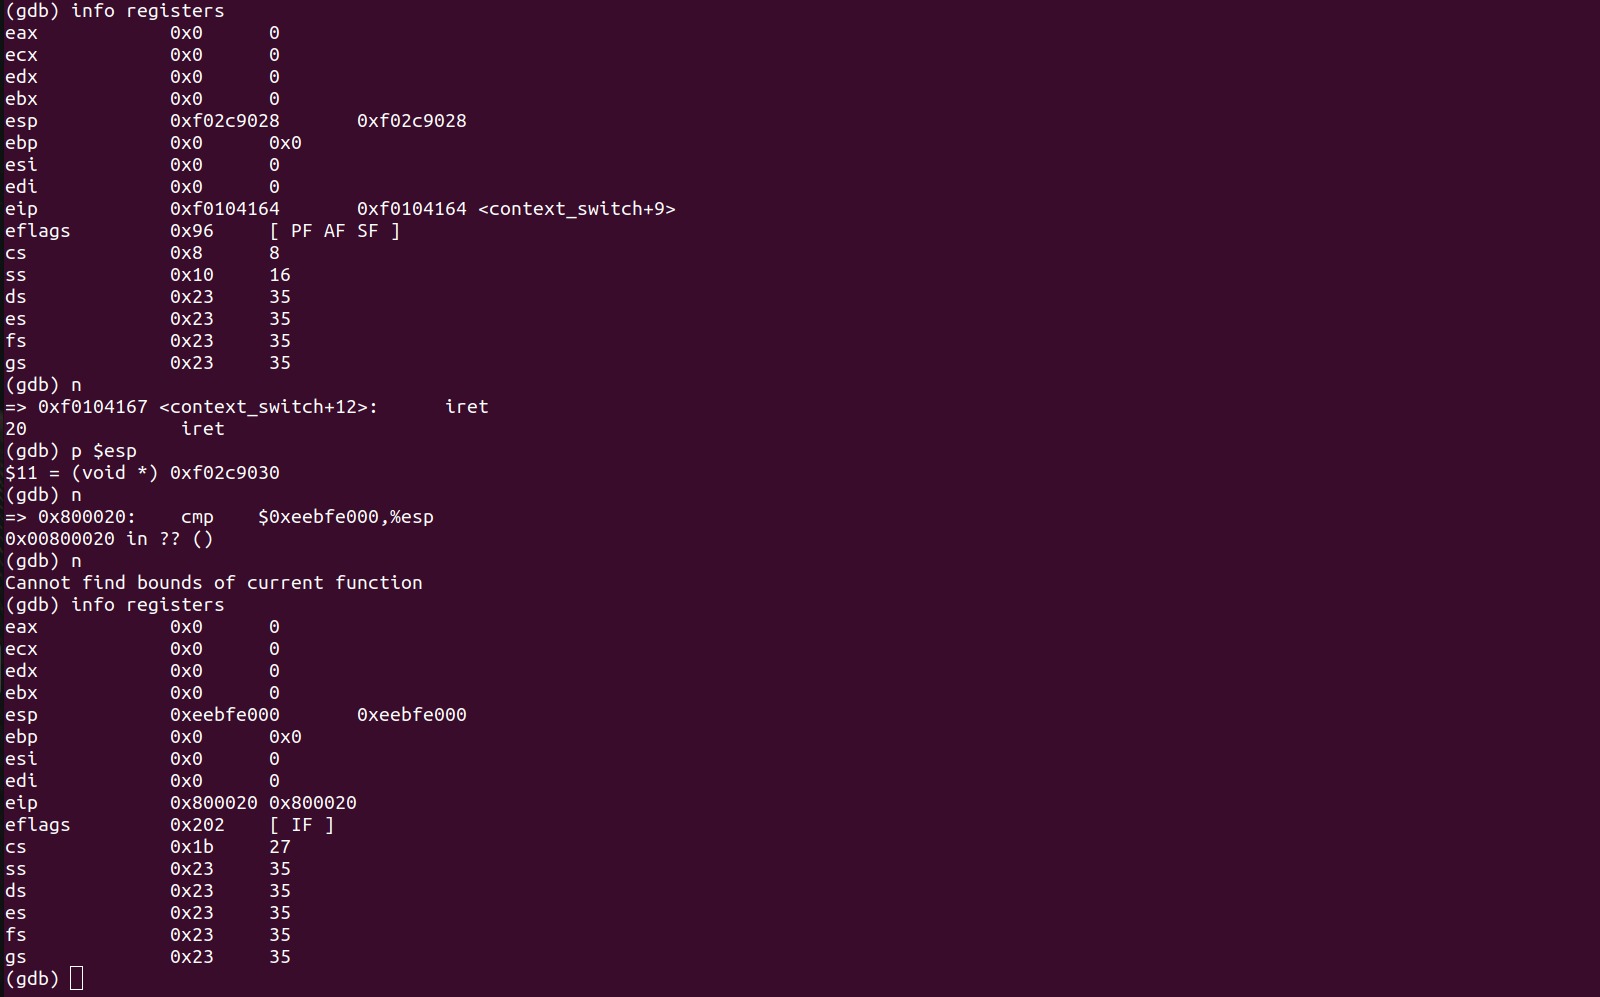 (gdb) info registers
eax 0x0 0
ecx 0x0 0
edx 0x0 0
ebx 0x0 0
esp 0xf02c9028 0xf02c9028
ebp 0x0 0x0
esi 0x0 0
edi 0x0 0
eip 0xf0104164 0xf0104164 <context_switch+9>
eflags 0x96 [ PF AF SF ]
cs 0x8 8
ss 0x10 16
ds 0x23 35
es 0x23 35
fs 0x23 35
gs 0x23 35
(gdb) n
=> 0xf0104167 <context_switch+12>: iret
20 iret
(gdb) p $esp
$11 = (void *) 0xf02c9030
(gdb) n
=> 0x800020: cmp $0xeebfe000,%esp
0x00800020 in ?? ()
(gdb) n
Cannot find bounds of current function
(gdb) info registers
eax 0x0 0
ecx 0x0 0
edx 0x0 0
ebx 0x0 0
esp 0xeebfe000 0xeebfe000
ebp 0x0 0x0
esi 0x0 0
edi 0x0 0
eip 0x800020 0x800020
eflags 0x202 [ IF ]
cs 0x1b 27
ss 0x23 35
ds 0x23 35
es 0x23 35
fs 0x23 35
gs 0x23 35
(gdb)